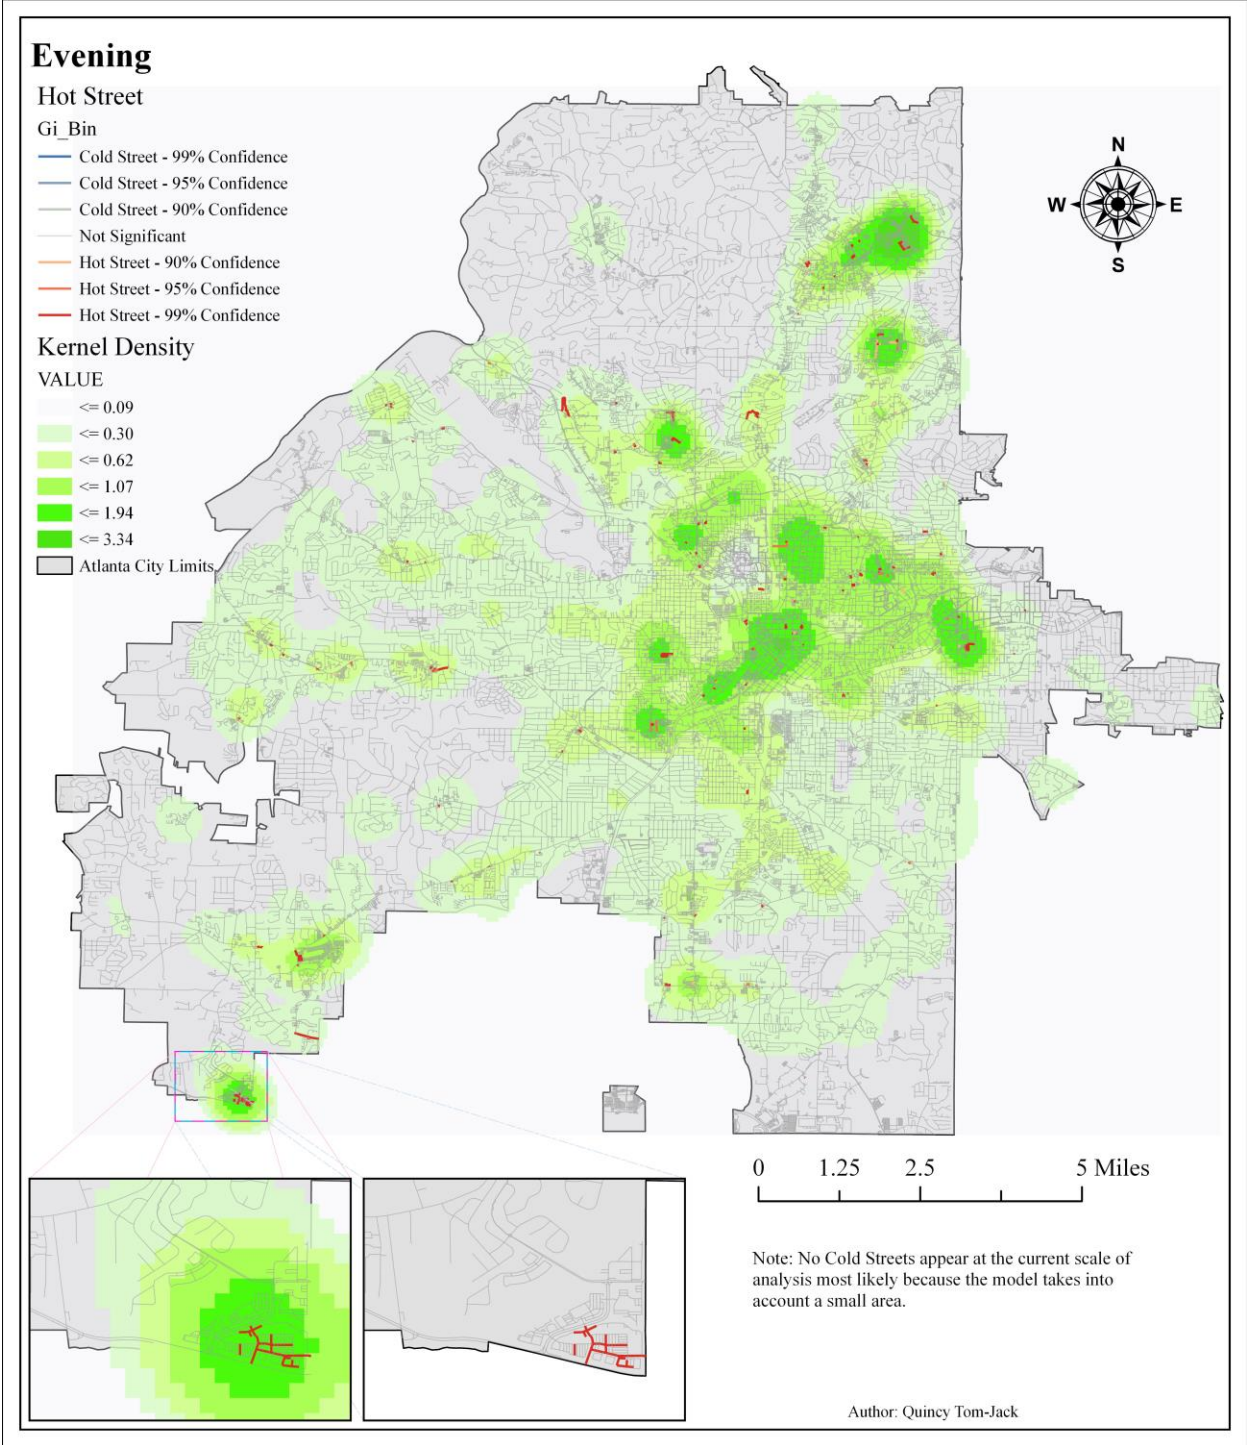 Evening
Hot Street
Gi_Bin
Cold Street - 99% Confidence
Cold Street - 95% Confidence
Cold Street - 90% Confidence
Not Significant
Hot Street - 90% Confidence
Hot Street - 95% Confidence
Hot Street - 99% Confidence
Kernel Density
VALUE
<= 0.09
<= 0.30
<= 0.62
<= 1.07
<= 1.94
<= 3.34
Atlanta City Limits
N
W E
S
0 1.25 2.5 5 Miles
Note: No Cold Streets appear at the current scale of
analysis most likely because the model takes into
account a small area.
Author: Quincy Tom-Jack